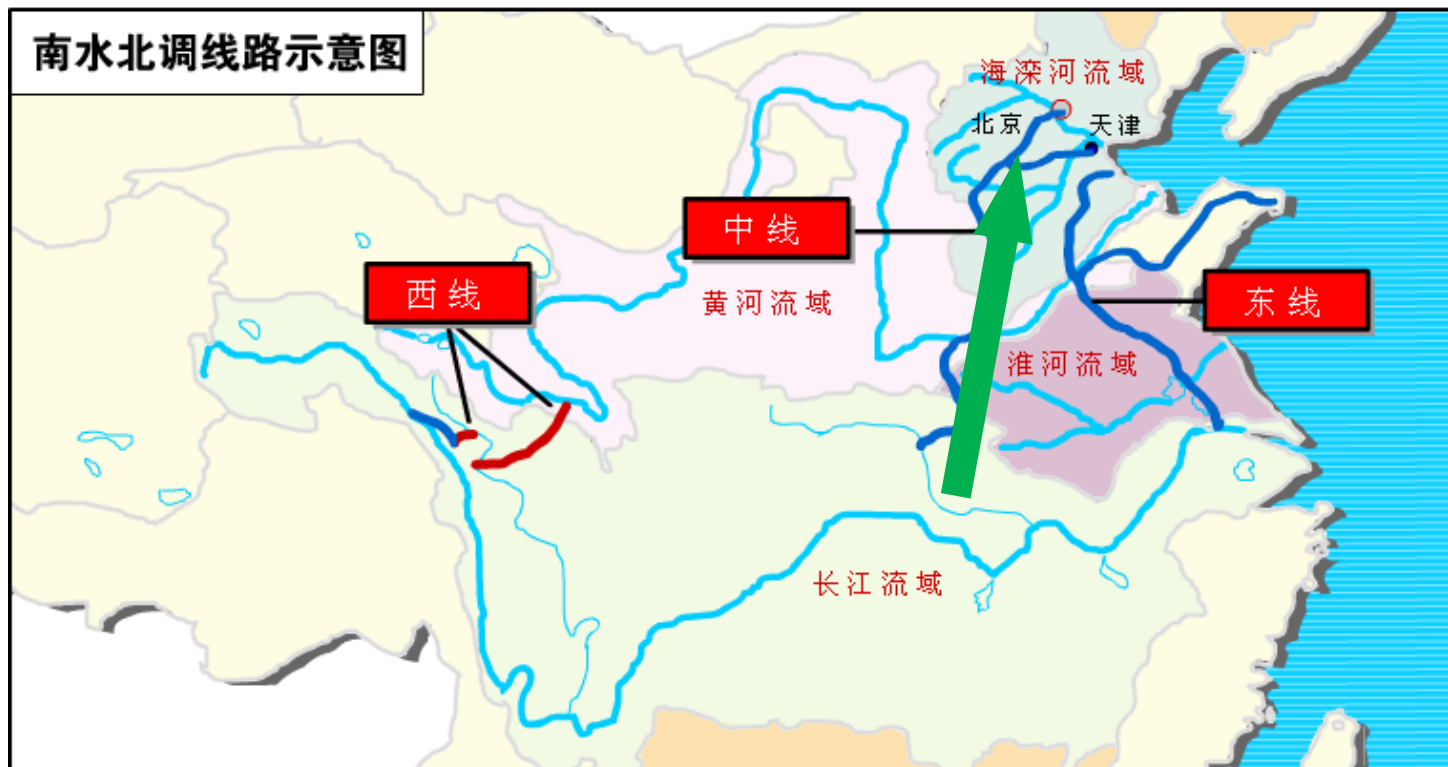 南水北调线路示意图
海滦河流域
北京
天津
中线
西线
黄河流域
东线
淮河流域
长江流域